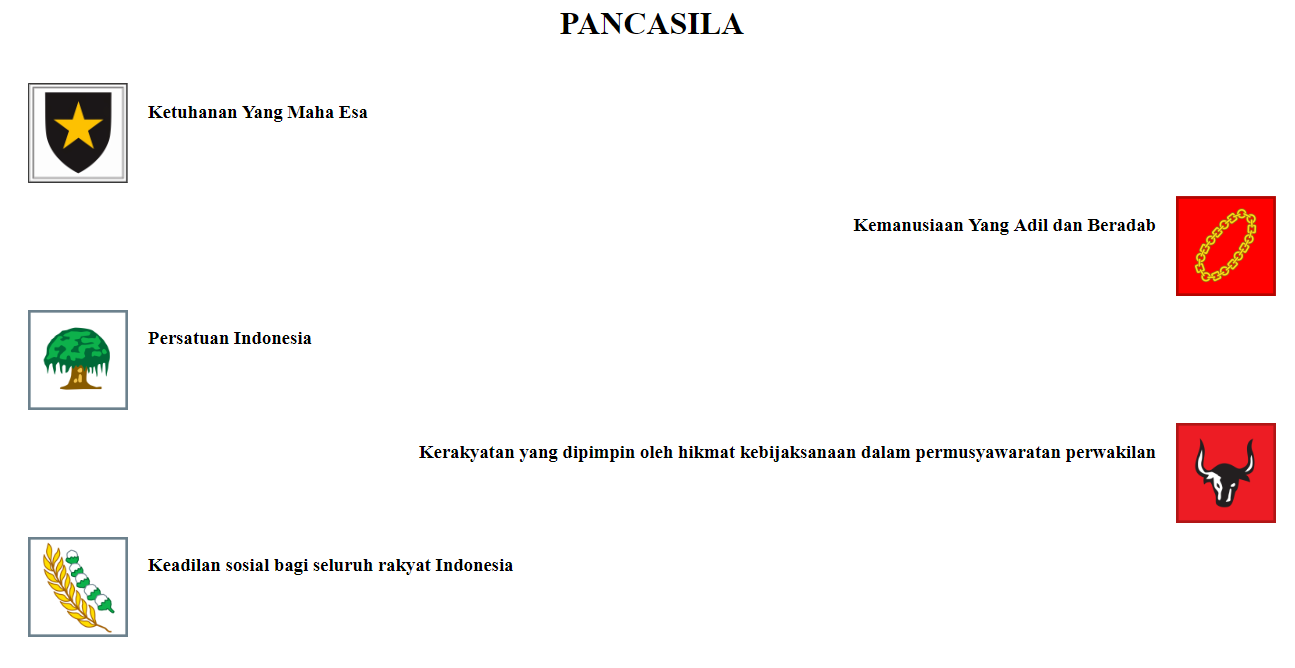 PANCASILA
Ketuhanan Yang Maha Esa
Kemanusiaan Yang Adil dan Beradab
Persatuan Indonesia
Kerakyatan yang dipimpin oleh hikmat kebijaksanaan dalam permusyawaratan perwakilan
Keadilan sosial bagi seluruh rakyat Indonesia